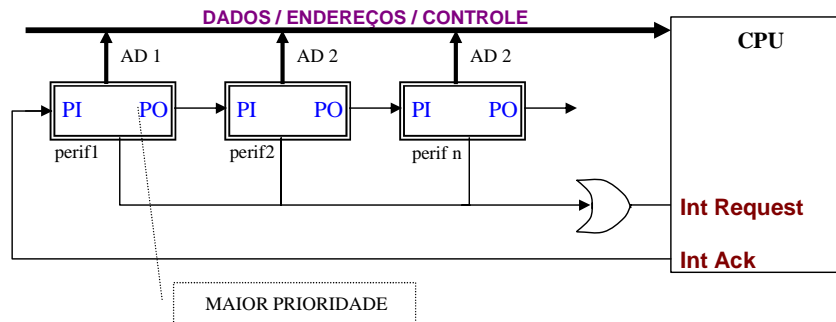 DADOS / ENDEREÇOS / CONTROLE
CPU
AD 1
AD 2
AD 2
PI
PO
PI
PO
PI
PO
perif1
perif2
perif n
Int Request
Int Ack
MAIOR PRIORIDADE